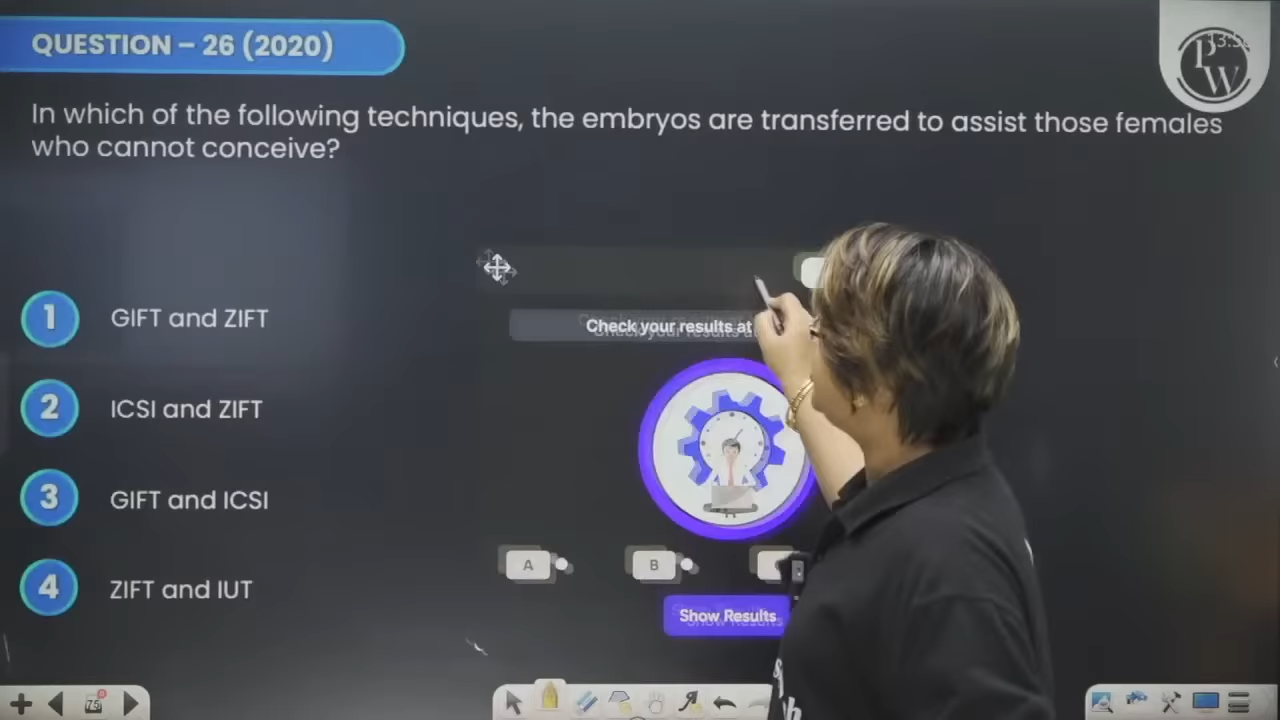 QUESTION – 26 (2020)
PW
In which of the following techniques, the embryos are transferred to assist those females
who cannot conceive?
1 GIFT and ZIFT
Check your results at
2 ICSI and ZIFT
3 GIFT and ICSI
A B
4 ZIFT and IUT
Show Results
75